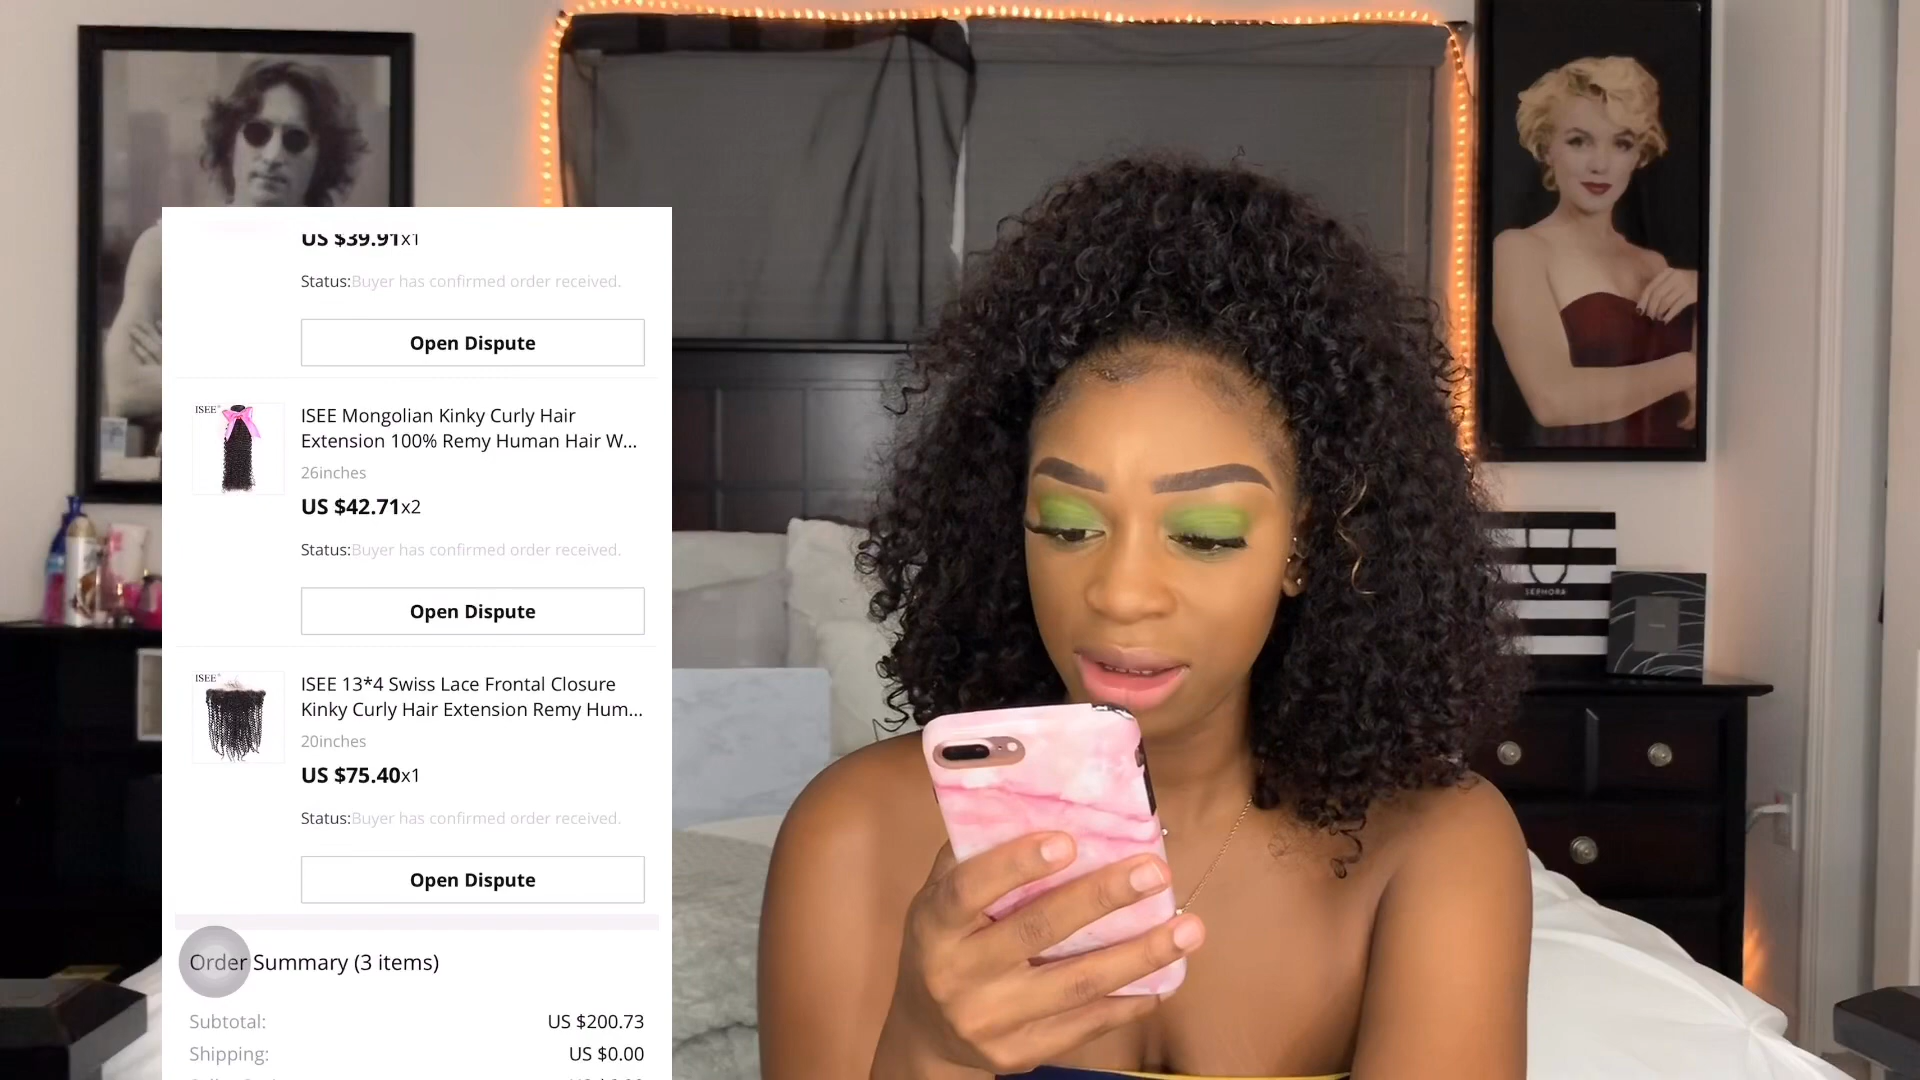 US $39.91x1
Status:Buyer has confirmed order received.
Open Dispute
ISEE
ISEE Mongolian Kinky Curly Hair
Extension 100% Remy Human Hair W...
26inches
US $42.71x2
Status:Buyer has confirmed order received.
Open Dispute
ISEE
ISEE 13*4 Swiss Lace Frontal Closure
Kinky Curly Hair Extension Remy Hum...
20inches
US $75.40x1
Status:Buyer has confirmed order received.
Open Dispute
Order Summary (3 items)
Subtotal: US $200.73
Shipping: US $0.00
SEPHORA